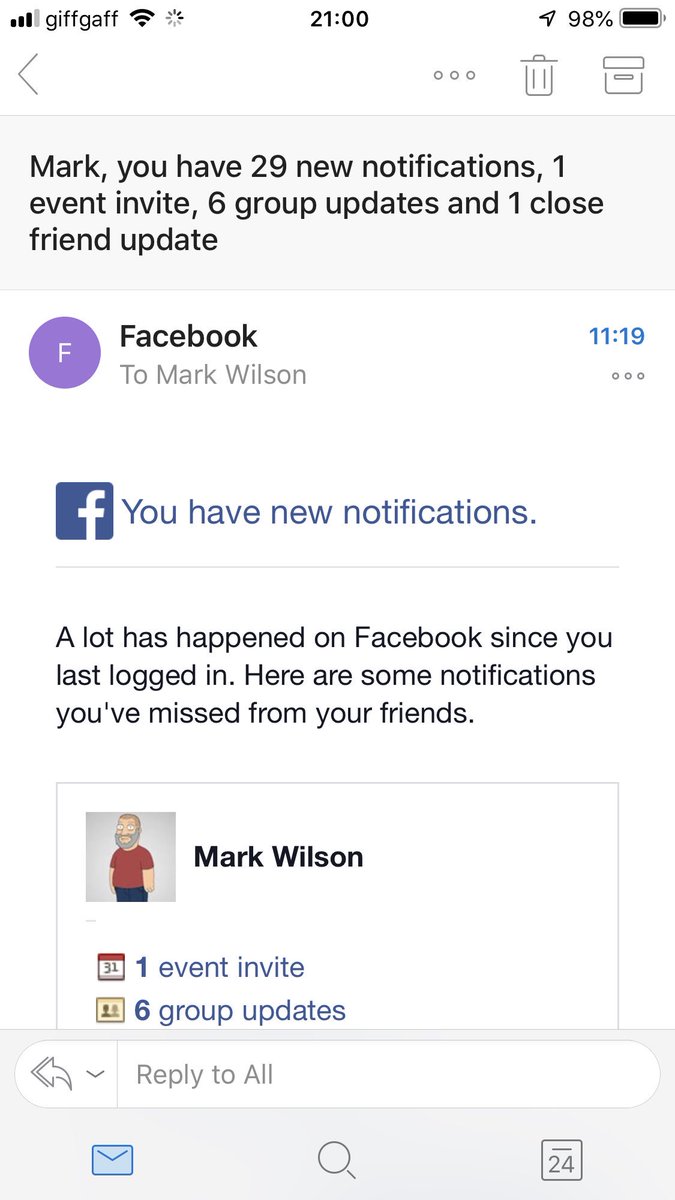 giffgaff 21:00 98%
Mark, you have 29 new notifications, 1
event invite, 6 group updates and 1 close
friend update
F
Facebook 11:19
To Mark Wilson
f You have new notifications.
A lot has happened on Facebook since you
last logged in. Here are some notifications
you've missed from your friends.
Mark Wilson
31 1 event invite
6 group updates
Reply to All
24